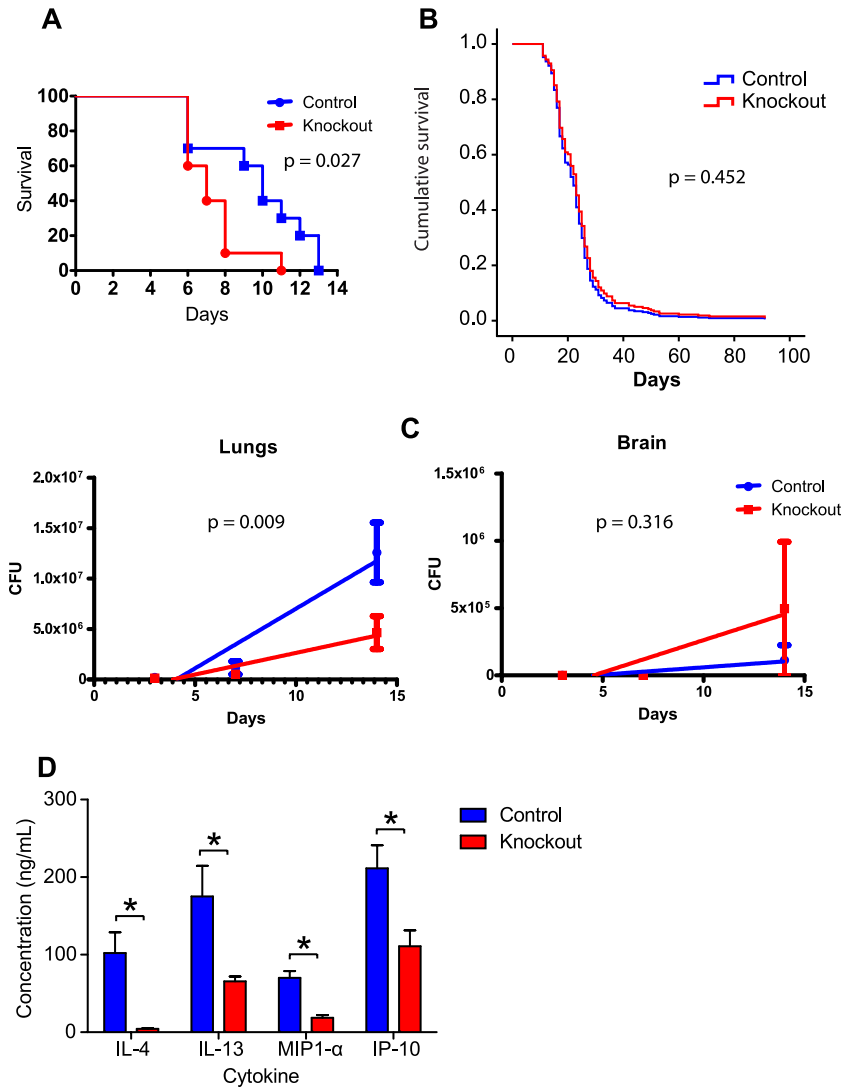 A
Survival
100
80
60
40
20
0
0 2 4 6 8 10 12 14
Days
Control
Knockout
p = 0.027
B
Cumulative survival
1.0
0.8
0.6
0.4
0.2
0.0
0 20 40 60 80 100
Days
Control
Knockout
p = 0.452
Lungs
CFU
2.0x10⁷
1.5x10⁷
1.0x10⁷
5.0x10⁶
0
0 5 10 15
Days
p = 0.009
C
Brain
CFU
1.5x10⁶
10⁶
5x10⁵
0
0 5 10 15
Days
Control
Knockout
p = 0.316
D
Concentration (ng/mL)
300
200
100
0
* * * *
IL-4 IL-13 MIP1-α IP-10
Cytokine
Control
Knockout